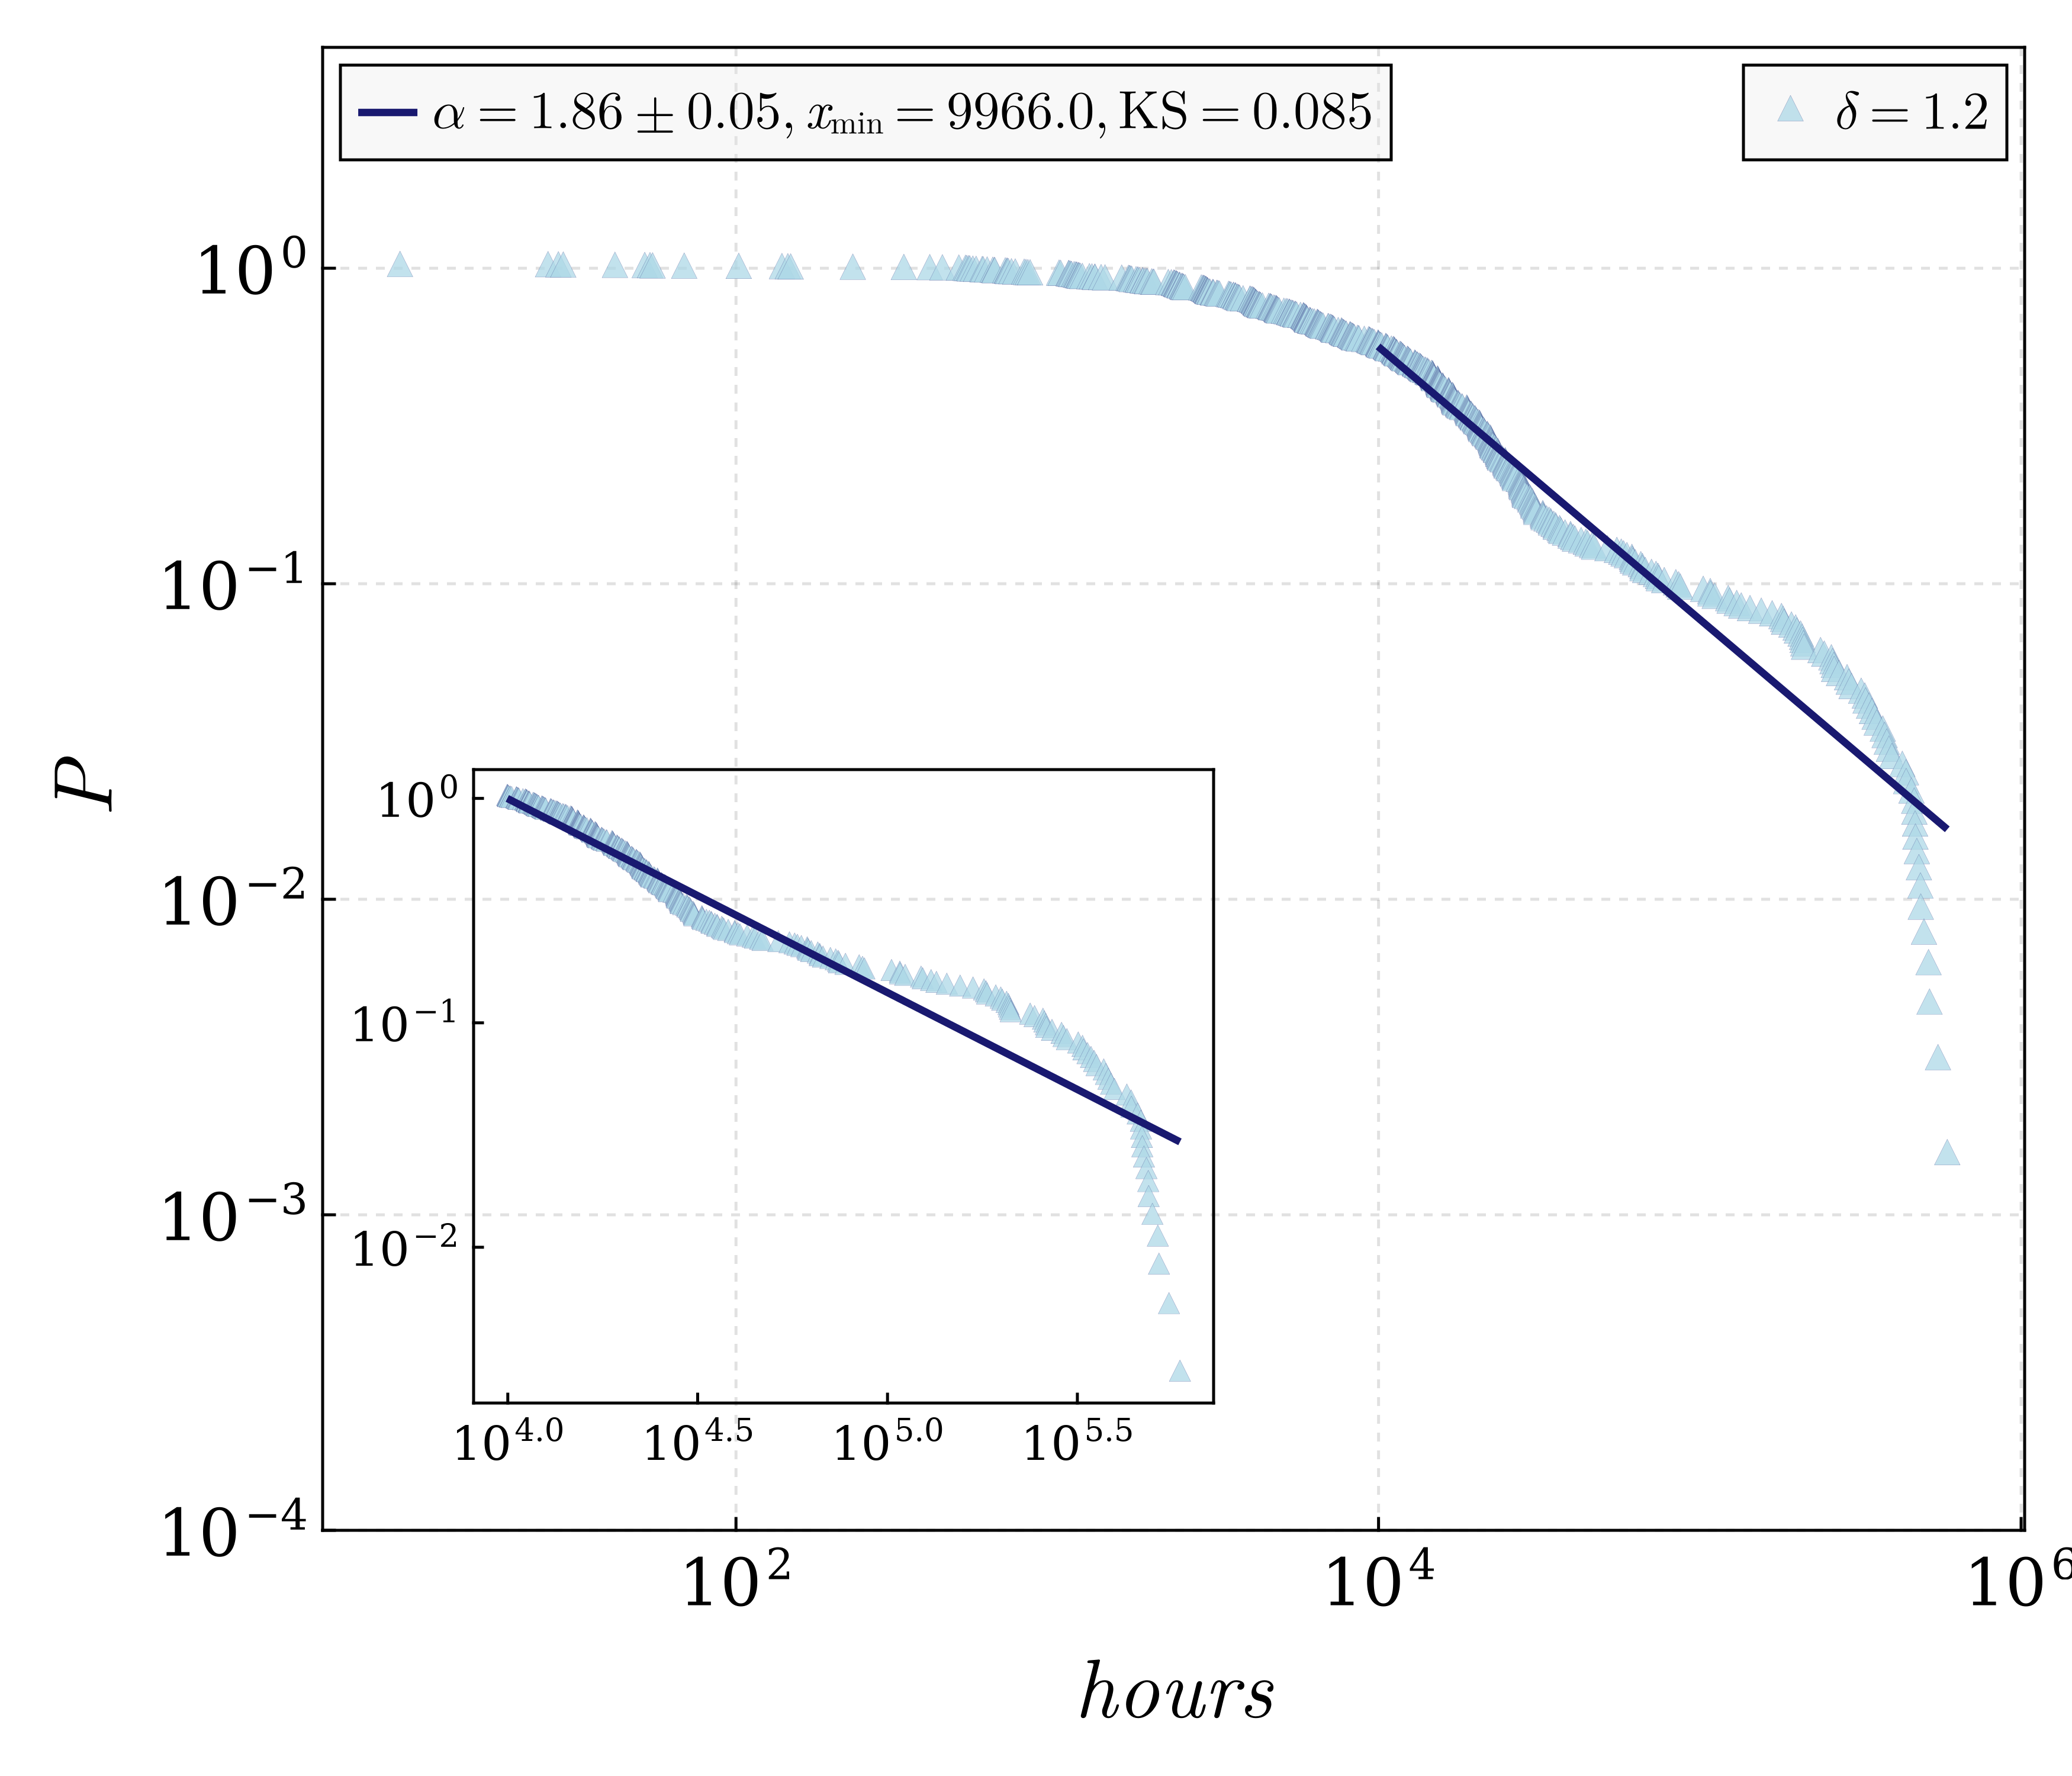 α = 1.86 ± 0.05, x_min = 9966.0, KS = 0.085
δ = 1.2
10^0
10^−1
10^−2
10^−3
10^−4
P
10^0
10^−1
10^−2
10^4.0 10^4.5 10^5.0 10^5.5
10^2 10^4 10^6
hours